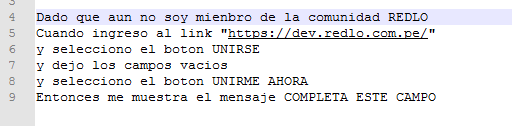 4 Dado que aun no soy mienbro de la comunidad REDLO
5 Cuando ingreso al link "https://dev.redlo.com.pe/"
6 y selecciono el boton UNIRSE
7 y dejo los campos vacios
8 y selecciono el boton UNIRME AHORA
9 Entonces me muestra el mensaje COMPLETA ESTE CAMPO